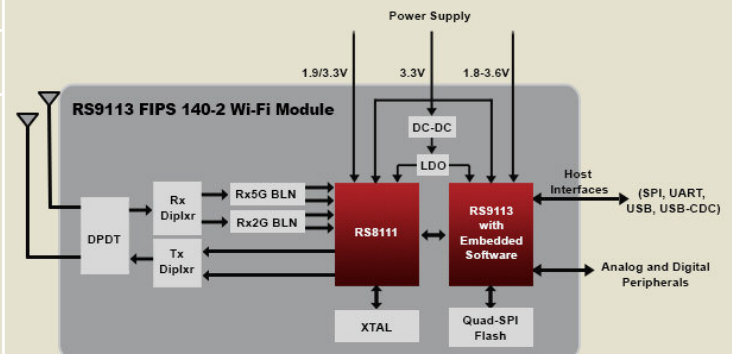 Power Supply
1.9/3.3V
3.3V
1.8-3.6V
RS9113 FIPS 140-2 Wi-Fi Module
DC-DC
LDO
Host
Interfaces
(SPI, UART,
USB, USB-CDC)
Rx
Diplxr
Rx5G BLN
Rx2G BLN
DPDT
Tx
Diplxr
RS8111
RS9113
with
Embedded
Software
Analog and Digital
Peripherals
XTAL
Quad-SPI
Flash